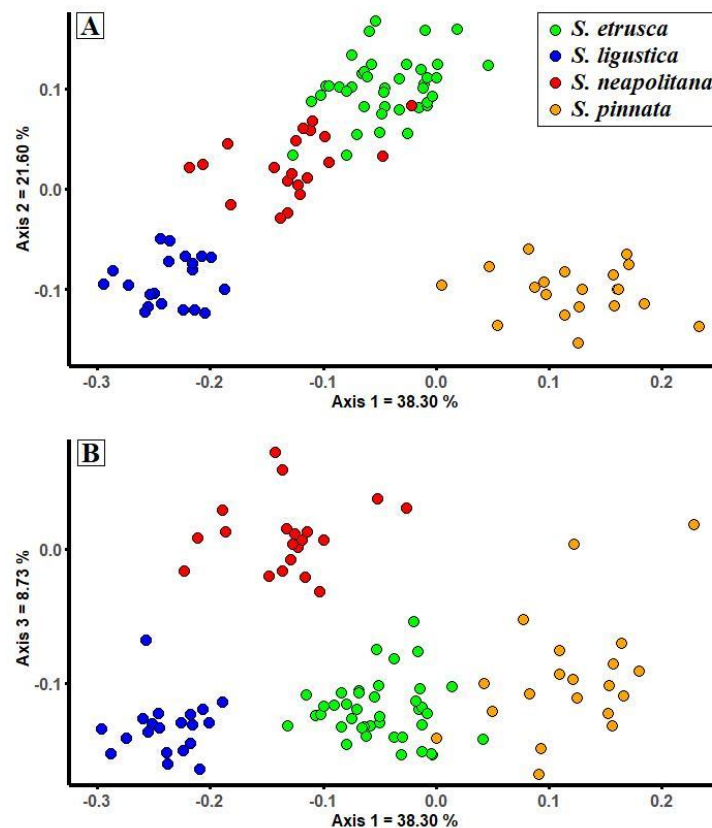 A
S. etrusca
S. ligustica
S. neapolitana
S. pinnata
Axis 2 = 21.60 %
0.1
0.0
-0.1
-0.3
-0.2
-0.1
0.0
0.1
0.2
Axis 1 = 38.30 %
B
Axis 3 = 8.73 %
0.0
-0.1
-0.3
-0.2
-0.1
0.0
0.1
0.2
Axis 1 = 38.30 %